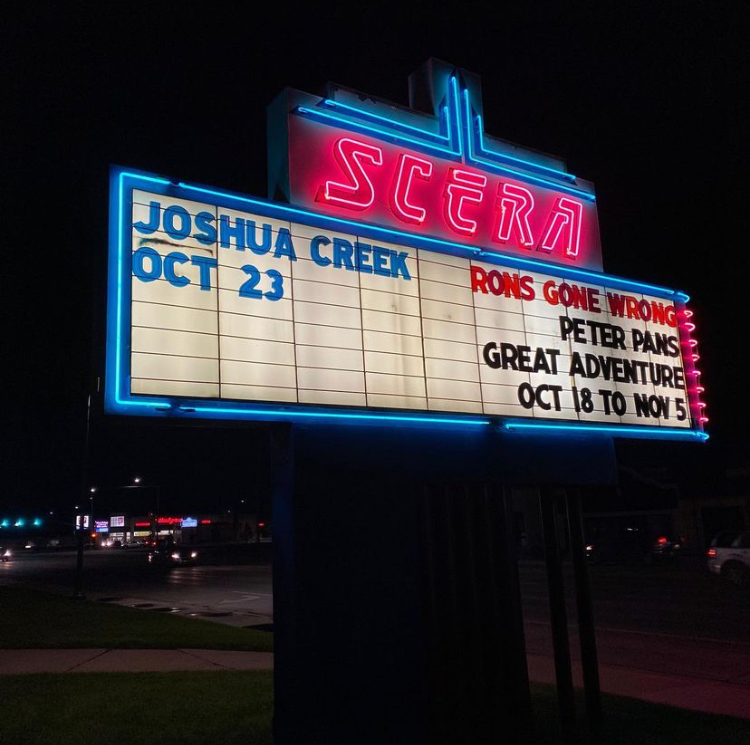 SCERA
JOSHUA CREEK
OCT 23
RONS GONE WRONG
PETER PANS
GREAT ADVENTURE
OCT 18 TO NOV 5